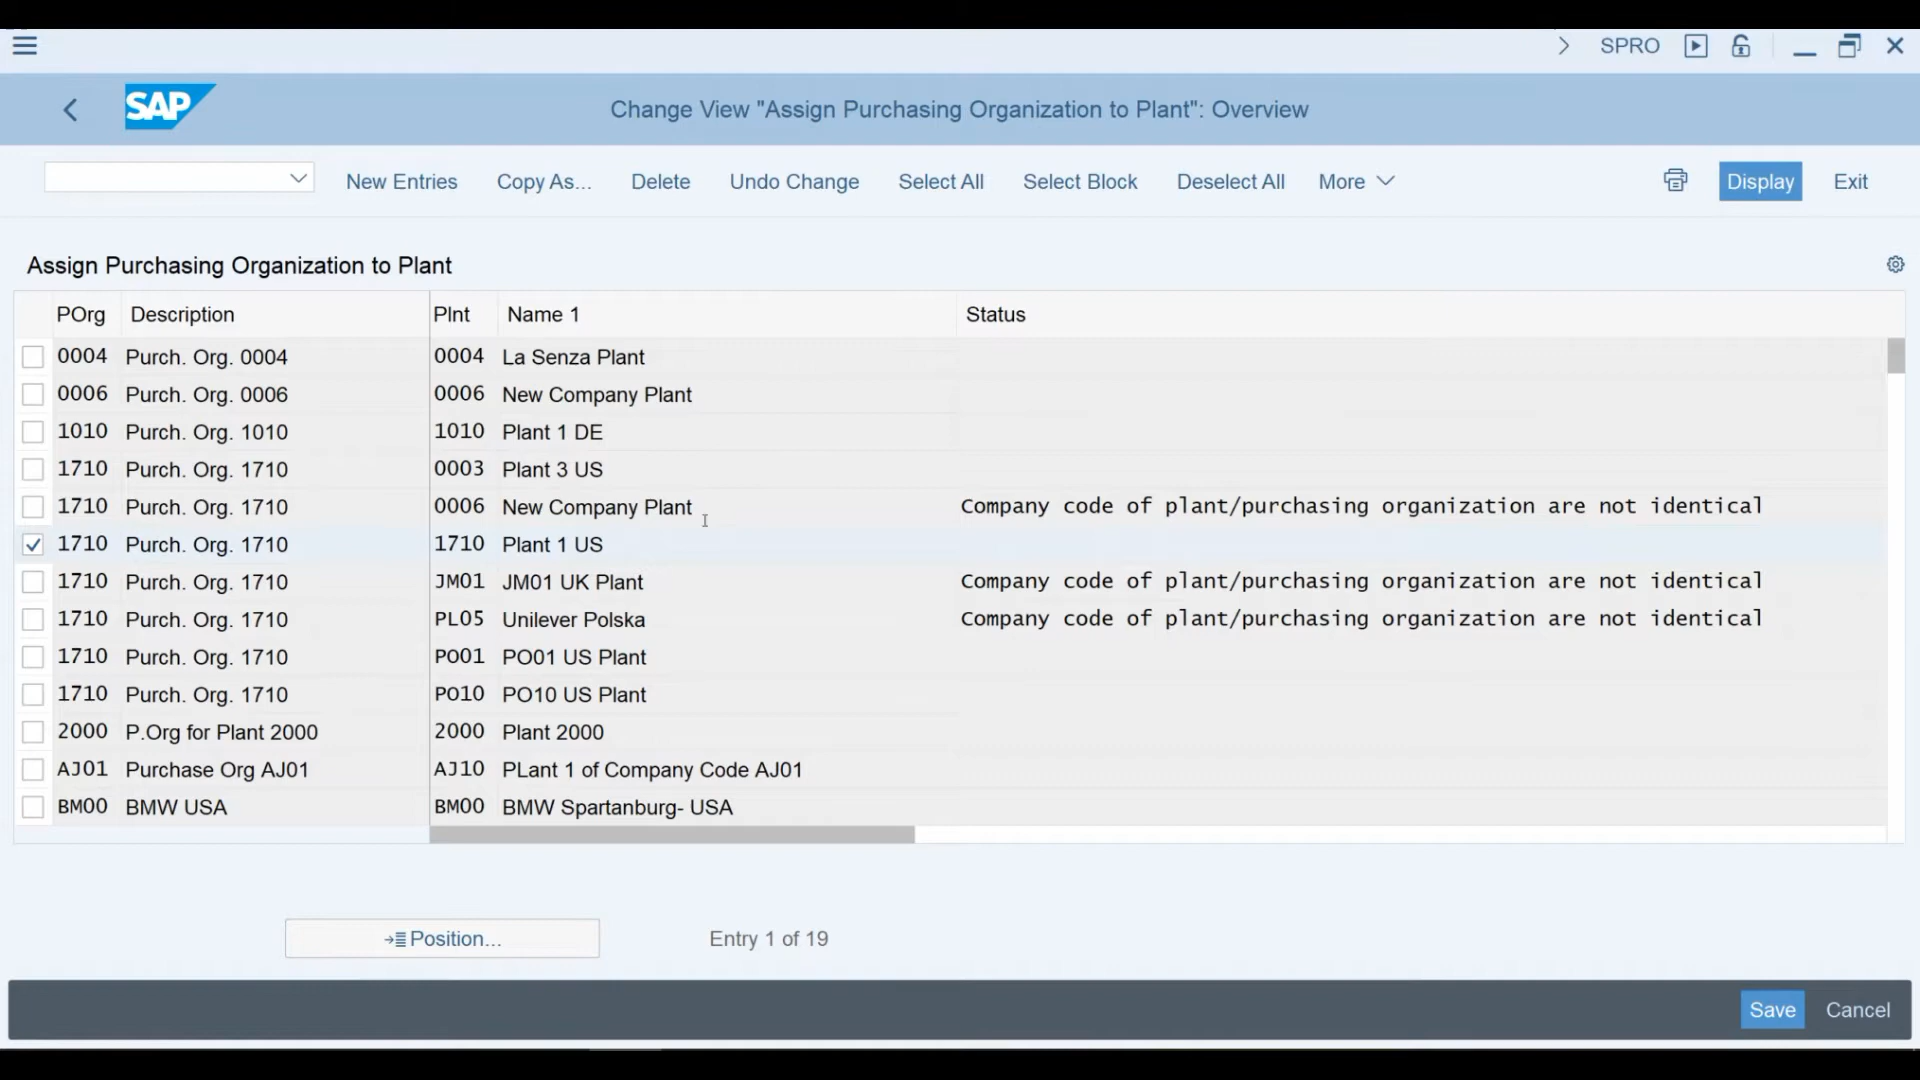 SPRO
SAP
Change View "Assign Purchasing Organization to Plant": Overview
New Entries Copy As... Delete Undo Change Select All Select Block Deselect All More Display Exit
Assign Purchasing Organization to Plant
POrg Description Plnt Name 1 Status
0004 Purch. Org. 0004 0004 La Senza Plant
0006 Purch. Org. 0006 0006 New Company Plant
1010 Purch. Org. 1010 1010 Plant 1 DE
1710 Purch. Org. 1710 0003 Plant 3 US
1710 Purch. Org. 1710 0006 New Company Plant Company code of plant/purchasing organization are not identical
1710 Purch. Org. 1710 1710 Plant 1 US
1710 Purch. Org. 1710 JM01 JM01 UK Plant Company code of plant/purchasing organization are not identical
1710 Purch. Org. 1710 PL05 Unilever Polska Company code of plant/purchasing organization are not identical
1710 Purch. Org. 1710 PO01 PO01 US Plant
1710 Purch. Org. 1710 PO10 PO10 US Plant
2000 P.Org for Plant 2000 2000 Plant 2000
AJ01 Purchase Org AJ01 AJ10 PLant 1 of Company Code AJ01
BM00 BMW USA BM00 BMW Spartanburg- USA
Position... Entry 1 of 19
Save Cancel